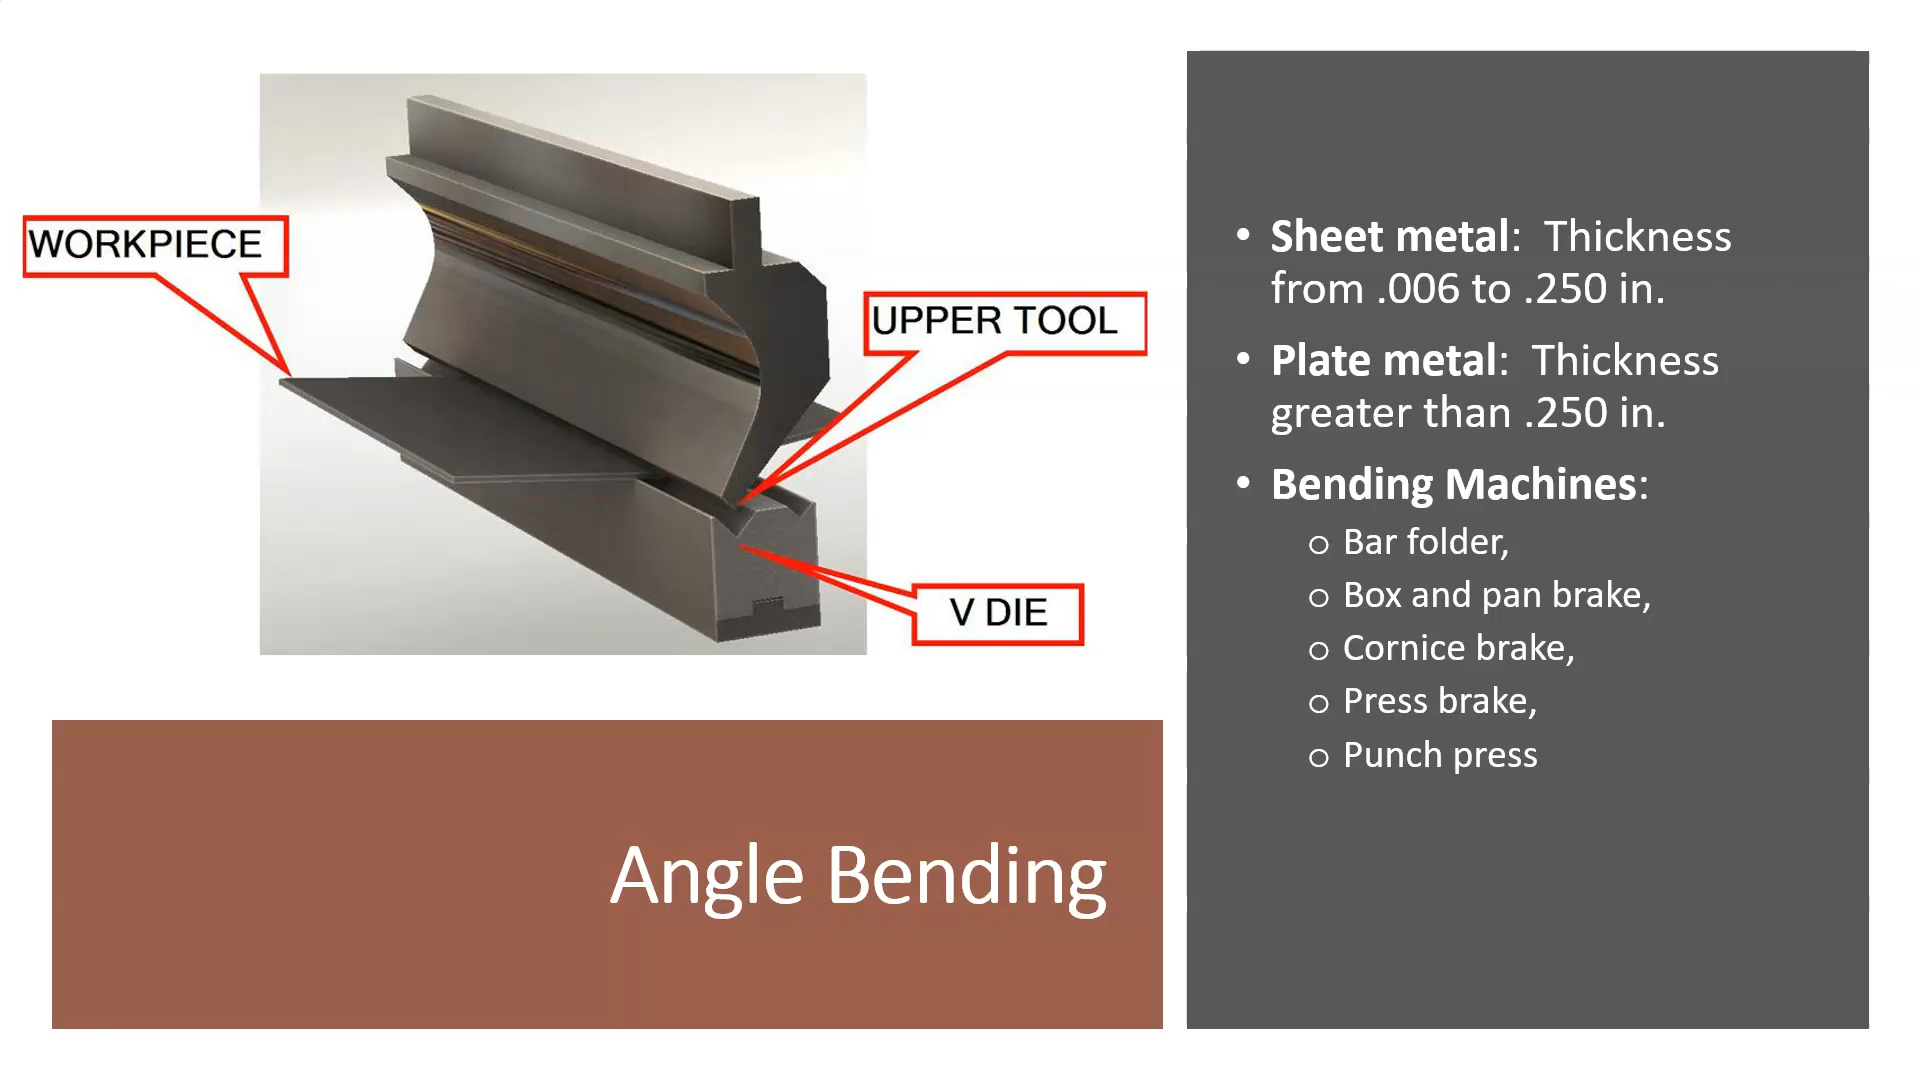 WORKPIECE
UPPER TOOL
V DIE
Angle Bending
• Sheet metal: Thickness
from .006 to .250 in.
• Plate metal: Thickness
greater than .250 in.
• Bending Machines:
o Bar folder,
o Box and pan brake,
o Cornice brake,
o Press brake,
o Punch press